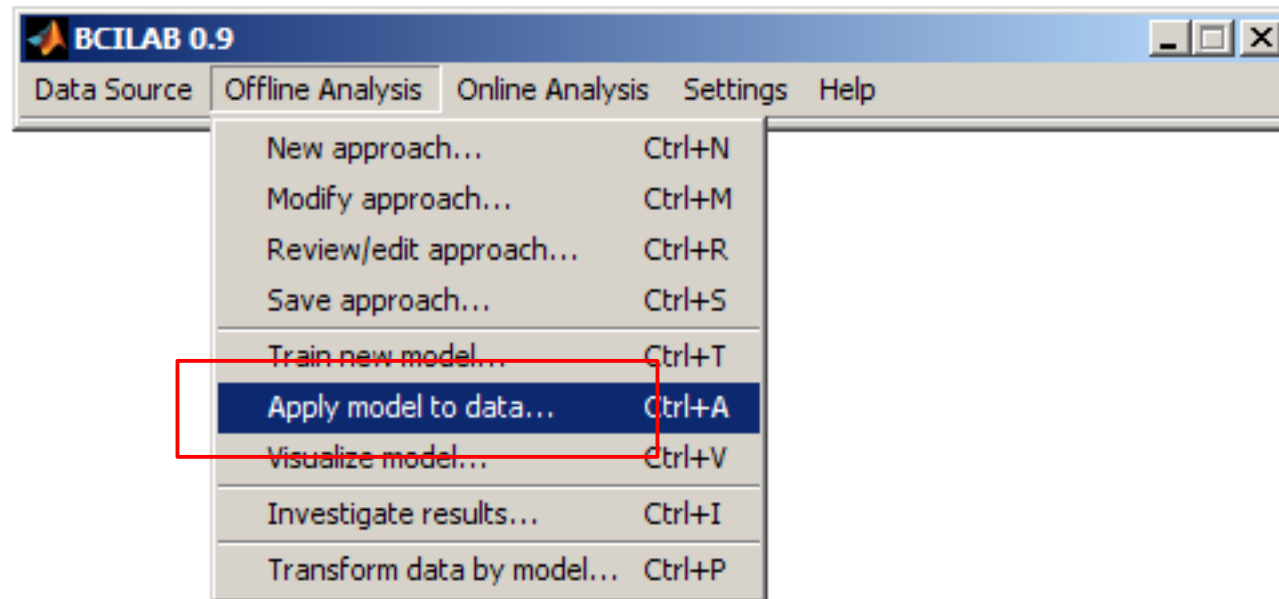 BCILAB 0.9
Data Source Offline Analysis Online Analysis Settings Help
New approach... Ctrl+N
Modify approach... Ctrl+M
Review/edit approach... Ctrl+R
Save approach... Ctrl+S
Train new model... Ctrl+T
Apply model to data... Ctrl+A
Visualize model... Ctrl+V
Investigate results... Ctrl+I
Transform data by model... Ctrl+P